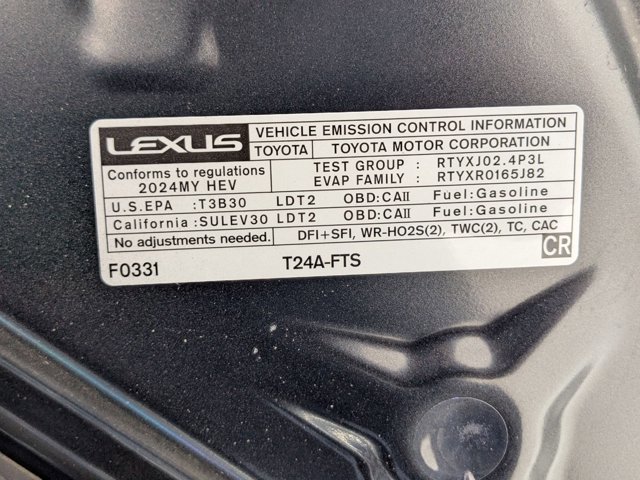 LEXUS VEHICLE EMISSION CONTROL INFORMATION
TOYOTA TOYOTA MOTOR CORPORATION
Conforms to regulations
2024MY HEV
TEST GROUP : RTYXJ02.4P3L
EVAP FAMILY : RTYXR0165J82
U.S.EPA :T3B30 LDT2 OBD:CAII Fuel:Gasoline
California :SULEV30 LDT2 OBD:CAII Fuel:Gasoline
No adjustments needed. DFI+SFI, WR-HO2S(2), TWC(2), TC, CAC
F0331 T24A-FTS CR